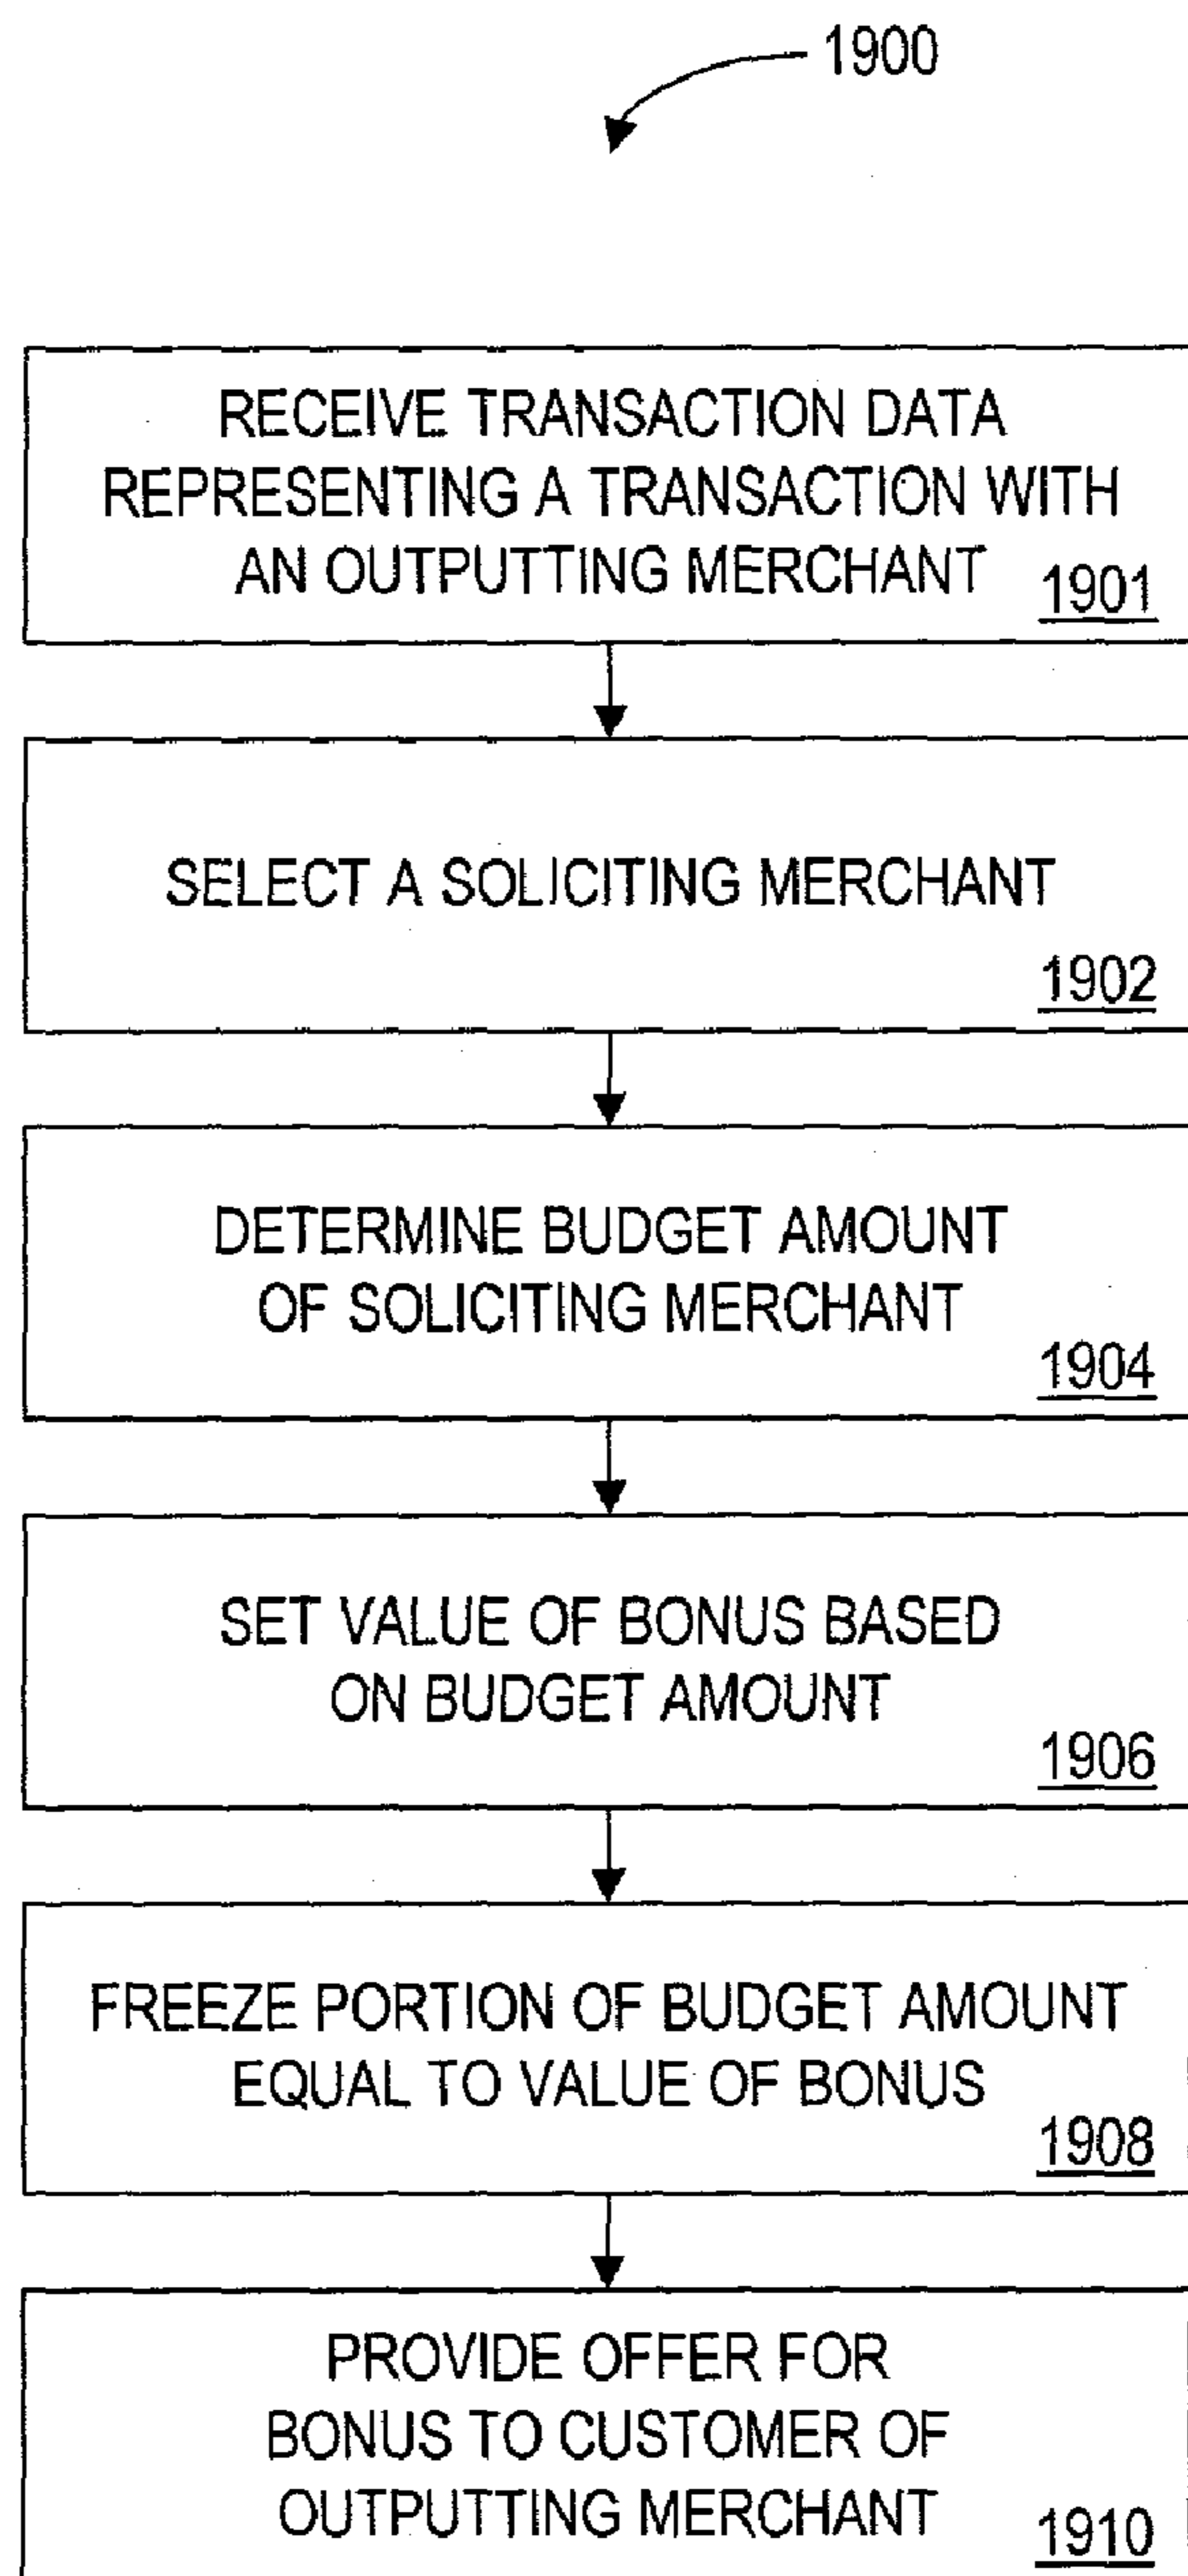 1900
RECEIVE TRANSACTION DATA
REPRESENTING A TRANSACTION WITH
AN OUTPUTTING MERCHANT
1901
SELECT A SOLICITING MERCHANT
1902
DETERMINE BUDGET AMOUNT
OF SOLICITING MERCHANT
1904
SET VALUE OF BONUS BASED
ON BUDGET AMOUNT
1906
FREEZE PORTION OF BUDGET AMOUNT
EQUAL TO VALUE OF BONUS
1908
PROVIDE OFFER FOR
BONUS TO CUSTOMER OF
OUTPUTTING MERCHANT
1910